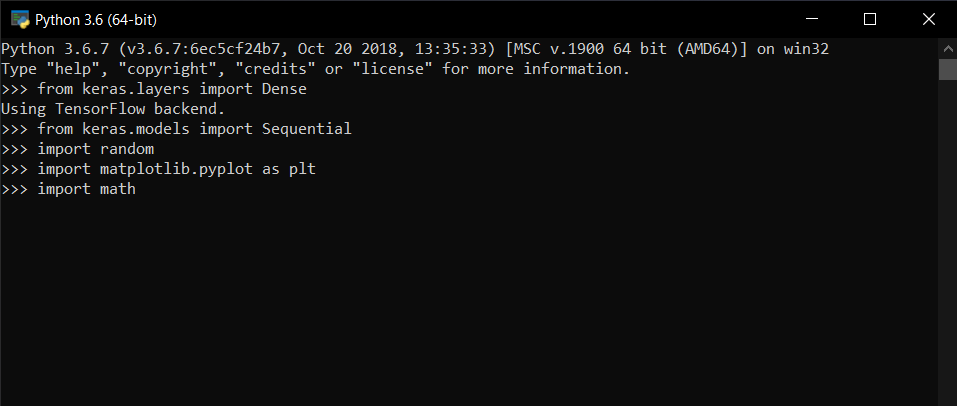 Python 3.6 (64-bit)
Python 3.6.7 (v3.6.7:6ec5cf24b7, Oct 20 2018, 13:35:33) [MSC v.1900 64 bit (AMD64)] on win32
Type "help", "copyright", "credits" or "license" for more information.
>>> from keras.layers import Dense
Using TensorFlow backend.
>>> from keras.models import Sequential
>>> import random
>>> import matplotlib.pyplot as plt
>>> import math